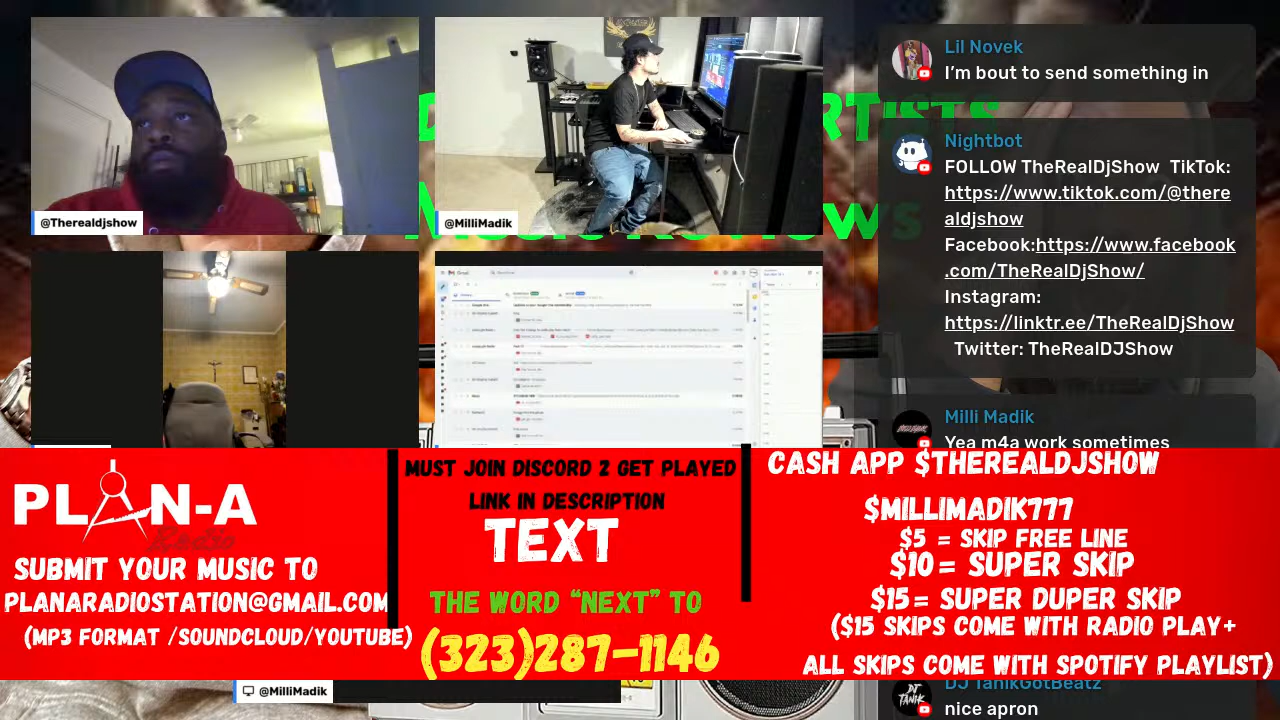 @Therealdjshow
@MilliMadik
Lil Novek
I'm bout to send something in
Nightbot
FOLLOW TheRealDjShow TikTok:
https://www.tiktok.com/@there
aldjshow
Facebook:https://www.facebook
.com/TheRealDjShow/
Instagram:
https://linktr.ee/TheRealDjShow
Twitter: TheRealDJShow
Milli Madik
Yea m4a work sometimes
PLAN-A
Radio
SUBMIT YOUR MUSIC TO
PLANARADIOSTATION@GMAIL.COM
(MP3 FORMAT /SOUNDCLOUD/YOUTUBE)
MUST JOIN DISCORD 2 GET PLAYED
LINK IN DESCRIPTION
TEXT
THE WORD “NEXT” TO
(323)287-1146
CASH APP $THEREALDJSHOW
$MILLIMADIK777
$5 = SKIP FREE LINE
$10 = SUPER SKIP
$15= SUPER DUPER SKIP
($15 SKIPS COME WITH RADIO PLAY+
ALL SKIPS COME WITH SPOTIFY PLAYLIST)
@MilliMadik
DJ TanikGotBeatz
nice apron